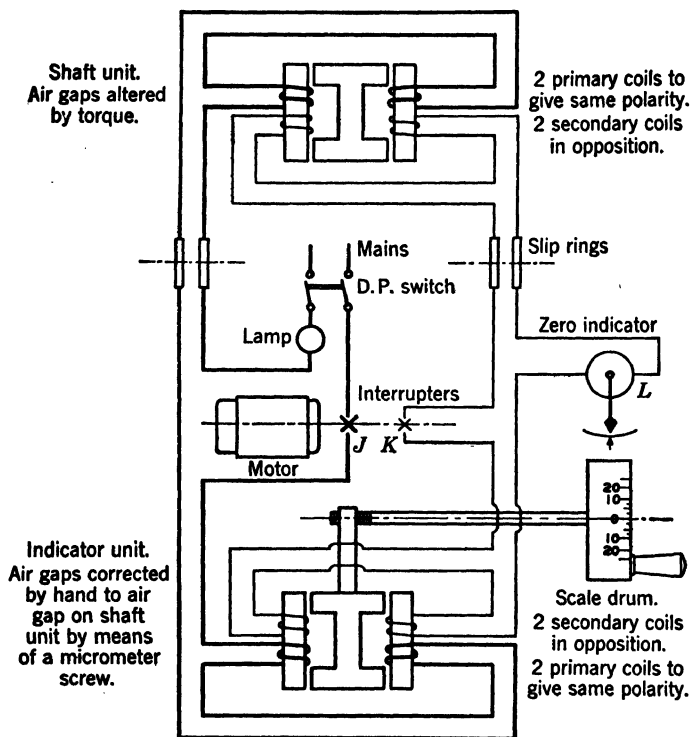 Shaft unit.
Air gaps altered
by torque.
2 primary coils to
give same polarity.
2 secondary coils
in opposition.
Mains
D.P. switch
Slip rings
Lamp
Zero indicator
L
Interrupters
J K
Motor
20
10
0
10
20
Indicator unit.
Air gaps corrected
by hand to air
gap on shaft
unit by means
of a micrometer
screw.
Scale drum.
2 secondary coils
in opposition.
2 primary coils to
give same polarity.